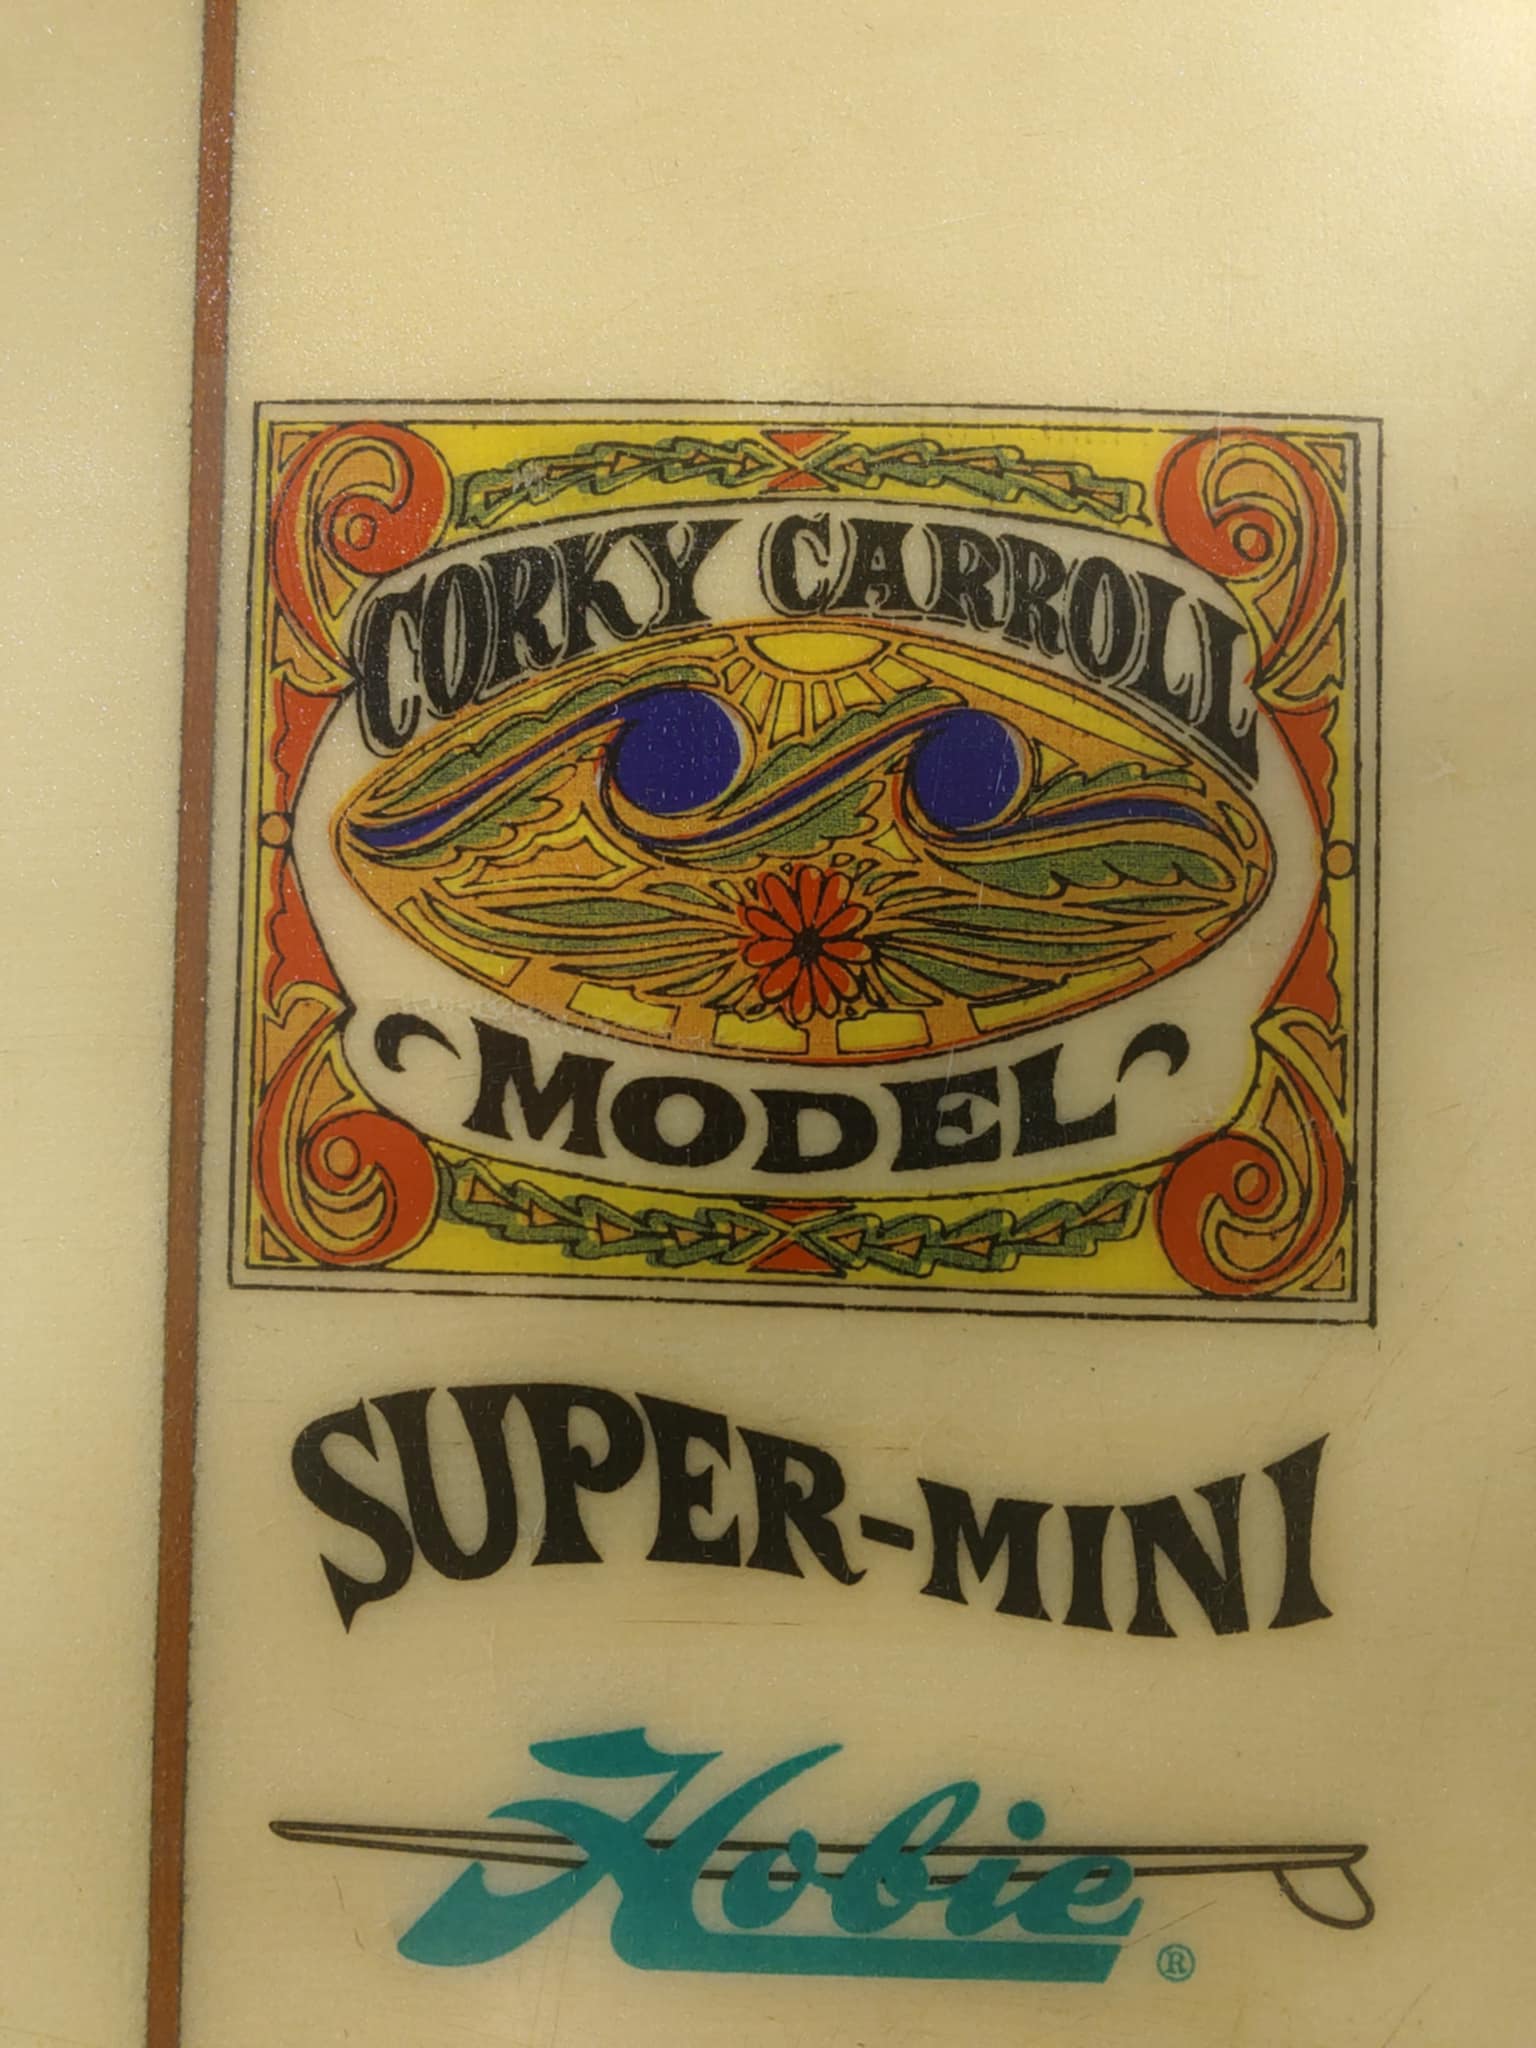 CORKY CARROLL
MODEL
SUPER-MINI
Hobie ®